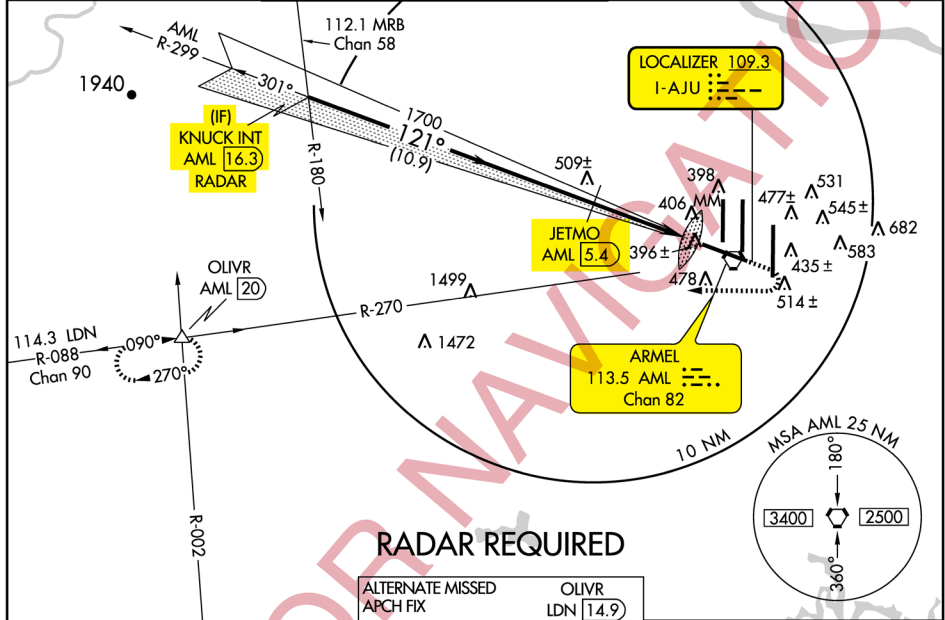 AML
R-299
112.1 MRB
Chan 58
LOCALIZER 109.3
I-AJU
1940
301°
(IF)
KNUCK INT
AML 16.3
RADAR
1700
121°
(10.9)
R-180
509±
398
MM
406
531
477±
545±
682
JETMO
AML 5.4
396±
583
435±
478
514±
OLIVR
AML 20
1499
R-270
1472
114.3 LDN
R-088
Chan 90
090°
270°
ARMEL
113.5 AML
Chan 82
10 NM
MSA AML 25 NM
180°
3400
2500
360°
R-002
RADAR REQUIRED
ALTERNATE MISSED
APCH FIX
OLIVR
LDN 14.9
OR NAVIGATIO